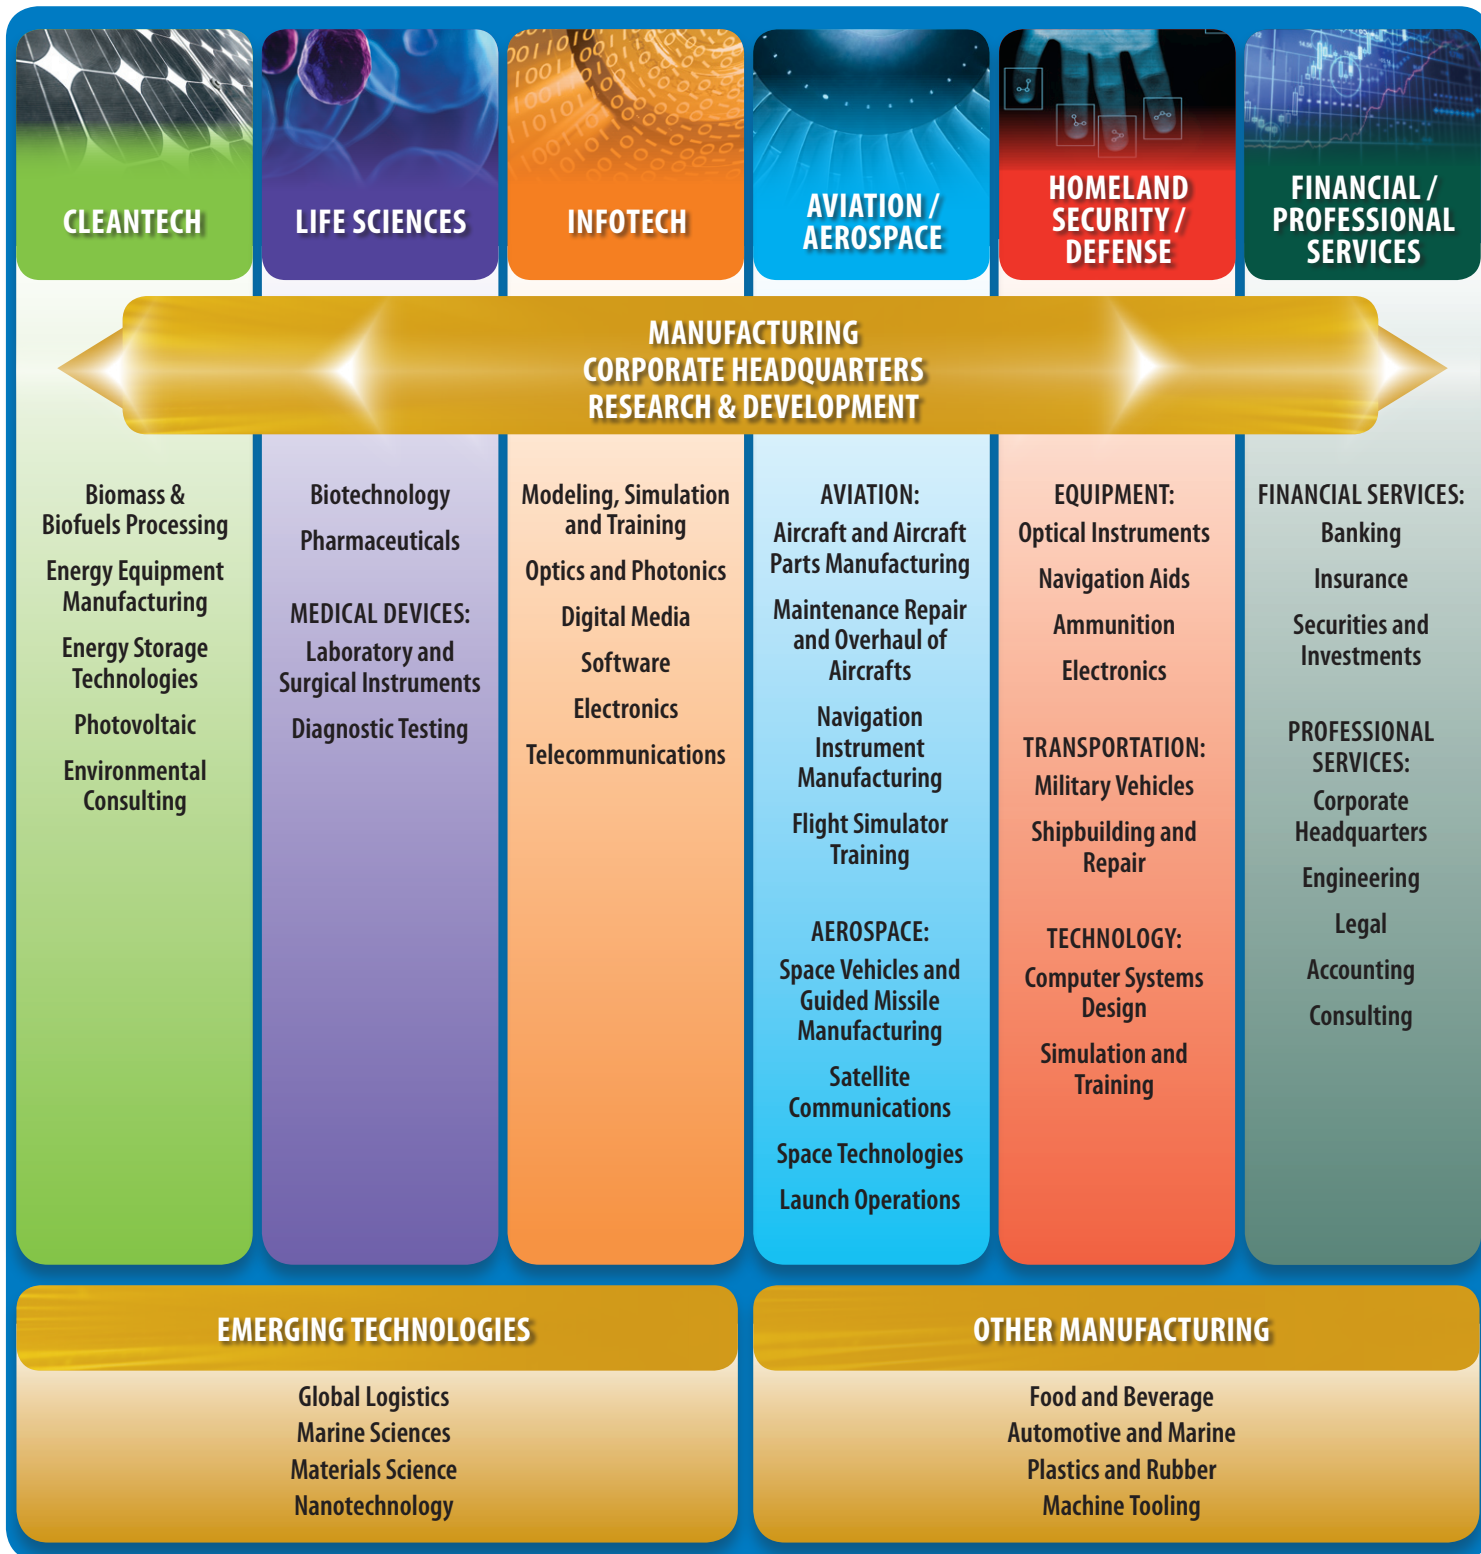 CLEANTECH
LIFE SCIENCES
INFOTECH
AVIATION /
AEROSPACE
HOMELAND
SECURITY /
DEFENSE
FINANCIAL /
PROFESSIONAL
SERVICES
MANUFACTURING
CORPORATE HEADQUARTERS
RESEARCH & DEVELOPMENT
Biomass &
Biofuels Processing
Energy Equipment
Manufacturing
Energy Storage
Technologies
Photovoltaic
Environmental
Consulting
Biotechnology
Pharmaceuticals
MEDICAL DEVICES:
Laboratory and
Surgical Instruments
Diagnostic Testing
Modeling, Simulation
and Training
Optics and Photonics
Digital Media
Software
Electronics
Telecommunications
AVIATION:
Aircraft and Aircraft
Parts Manufacturing
Maintenance Repair
and Overhaul of
Aircrafts
Navigation
Instrument
Manufacturing
Flight Simulator
Training
AEROSPACE:
Space Vehicles and
Guided Missile
Manufacturing
Satellite
Communications
Space Technologies
Launch Operations
EQUIPMENT:
Optical Instruments
Navigation Aids
Ammunition
Electronics
TRANSPORTATION:
Military Vehicles
Shipbuilding and
Repair
TECHNOLOGY:
Computer Systems
Design
Simulation and
Training
FINANCIAL SERVICES:
Banking
Insurance
Securities and
Investments
PROFESSIONAL
SERVICES:
Corporate
Headquarters
Engineering
Legal
Accounting
Consulting
EMERGING TECHNOLOGIES
Global Logistics
Marine Sciences
Materials Science
Nanotechnology
OTHER MANUFACTURING
Food and Beverage
Automotive and Marine
Plastics and Rubber
Machine Tooling